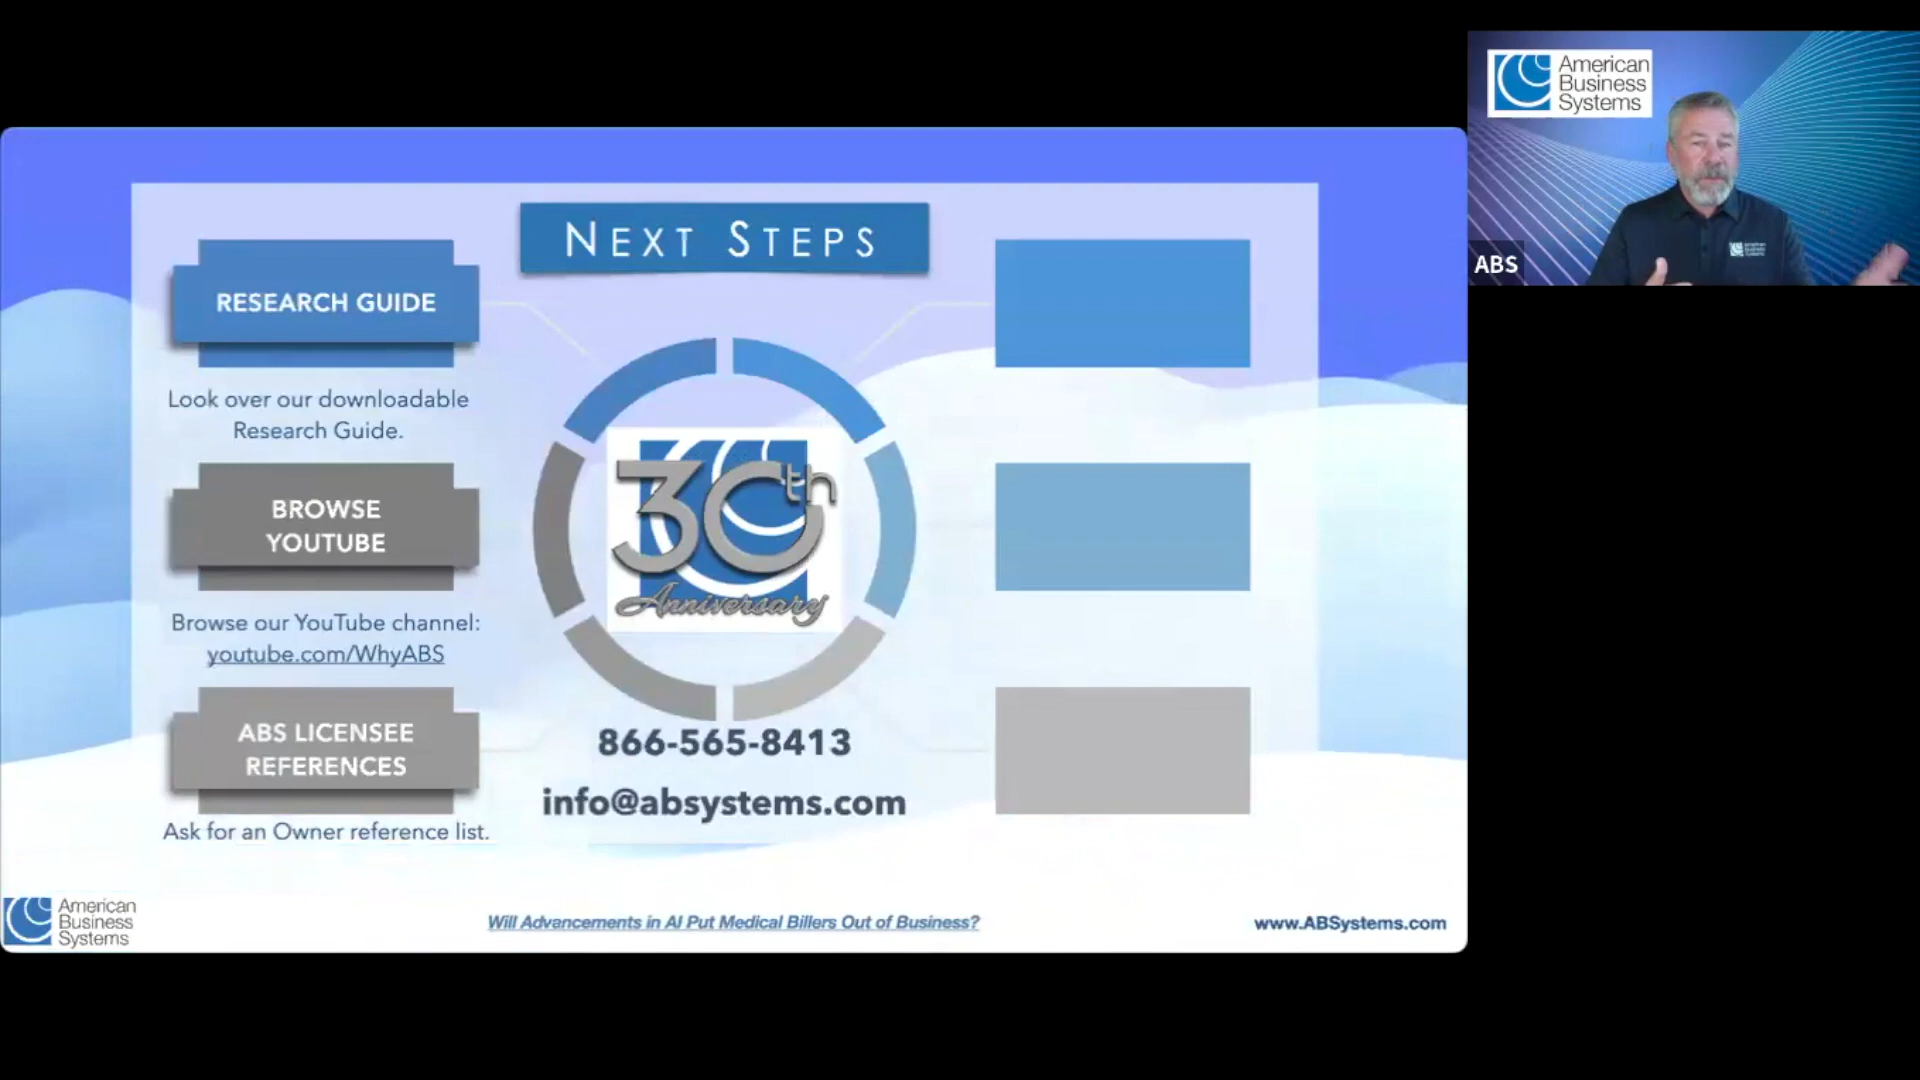 American
Business
Systems
ABS
NEXT STEPS
RESEARCH GUIDE
Look over our downloadable
Research Guide.
BROWSE
YOUTUBE
Browse our YouTube channel:
youtube.com/WhyABS
ABS LICENSEE
REFERENCES
Ask for an Owner reference list.
30th
Anniversary
866-565-8413
info@absystems.com
American
Business
Systems
Will Advancements in AI Put Medical Billers Out of Business?
www.ABSystems.com